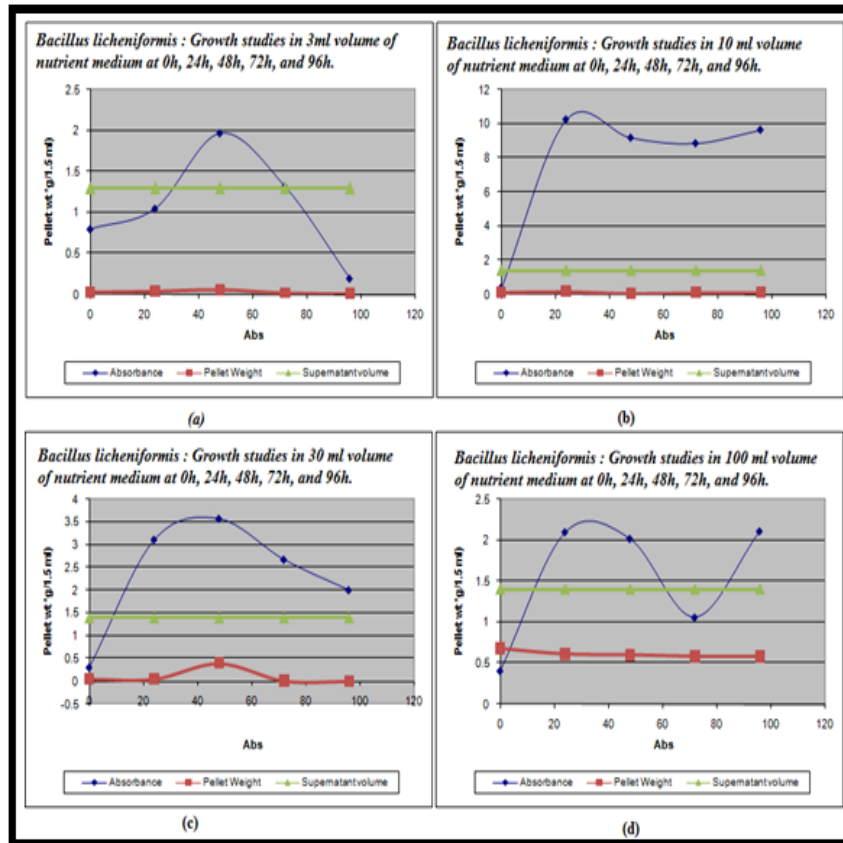 Bacillus licheniformis : Growth studies in 3ml volume of
nutrient medium at 0h, 24h, 48h, 72h, and 96h.
2.5
2
1.5
1
0.5
0
Pellet wt *g/1.5 ml)
0 20 40 60 80 100 120
Abs
Absorbance Pellet Weight Supernatant volume
(a)
Bacillus licheniformis : Growth studies in 10 ml volume
of nutrient medium at 0h, 24h, 48h, 72h, and 96h.
12
10
8
6
4
2
0
Pellet wt *g/1.5 ml)
0 20 40 60 80 100 120
Abs
Absorbance Pellet Weight Supernatant volume
(b)
Bacillus licheniformis : Growth studies in 30 ml volume
of nutrient medium at 0h, 24h, 48h, 72h, and 96h.
4
3.5
3
2.5
2
1.5
1
0.5
0
-0.5
Pellet wt *g/1.5 ml)
0 20 40 60 80 100 120
Abs
Absorbance Pellet Weight Supernatant volume
(c)
Bacillus licheniformis : Growth studies in 100 ml volume
of nutrient medium at 0h, 24h, 48h, 72h, and 96h.
2.5
2
1.5
1
0.5
0
Pellet wt *g/1.5 ml)
0 20 40 60 80 100 120
Abs
Absorbance Pellet Weight Supernatant volume
(d)